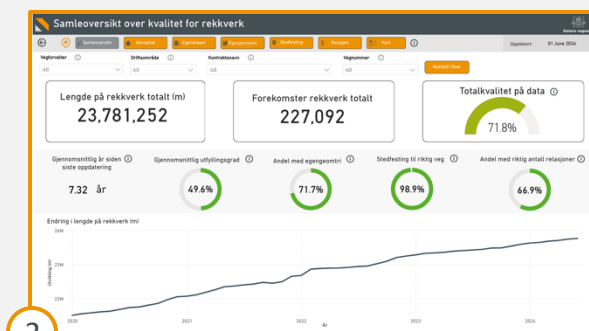 Samleoversikt over kvalitet for rekkverk
Statens vegvesen
Samleoversikt Aktualitet Egenskaper Egengeometri Stedfesting Relasjon Kart Oppdatert: 01 June 2024
Vegforvalter Driftsområde Kontraktsnavn Vegnummer
All All All All Nullstill filter
Lengde på rekkverk totalt (m)
23,781,252
Forekomster rekkverk totalt
227,092
Totalkvalitet på data
71.8%
Gjennomsnittlig år siden siste oppdatering
7.32 år
Gjennomsnittlig utfyllingsgrad
49.6%
Andel med egengeomtri
71.7%
Stedfesting til riktig veg
98.9%
Andel med riktig antall relasjoner
66.9%
Endring i lengde på rekkverk (m)
24M
23M
22M
Utvikling (m)
2020 2021 2022 2023 2024
År
2